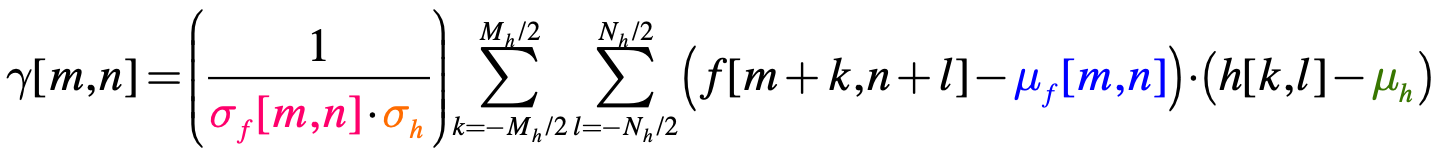 γ[m,n]=(1/(σ_f[m,n]·σ_h)) ∑_{k=−M_h/2}^{M_h/2} ∑_{l=−N_h/2}^{N_h/2} (f[m+k,n+l]−μ_f[m,n])·(h[k,l]−μ_h)